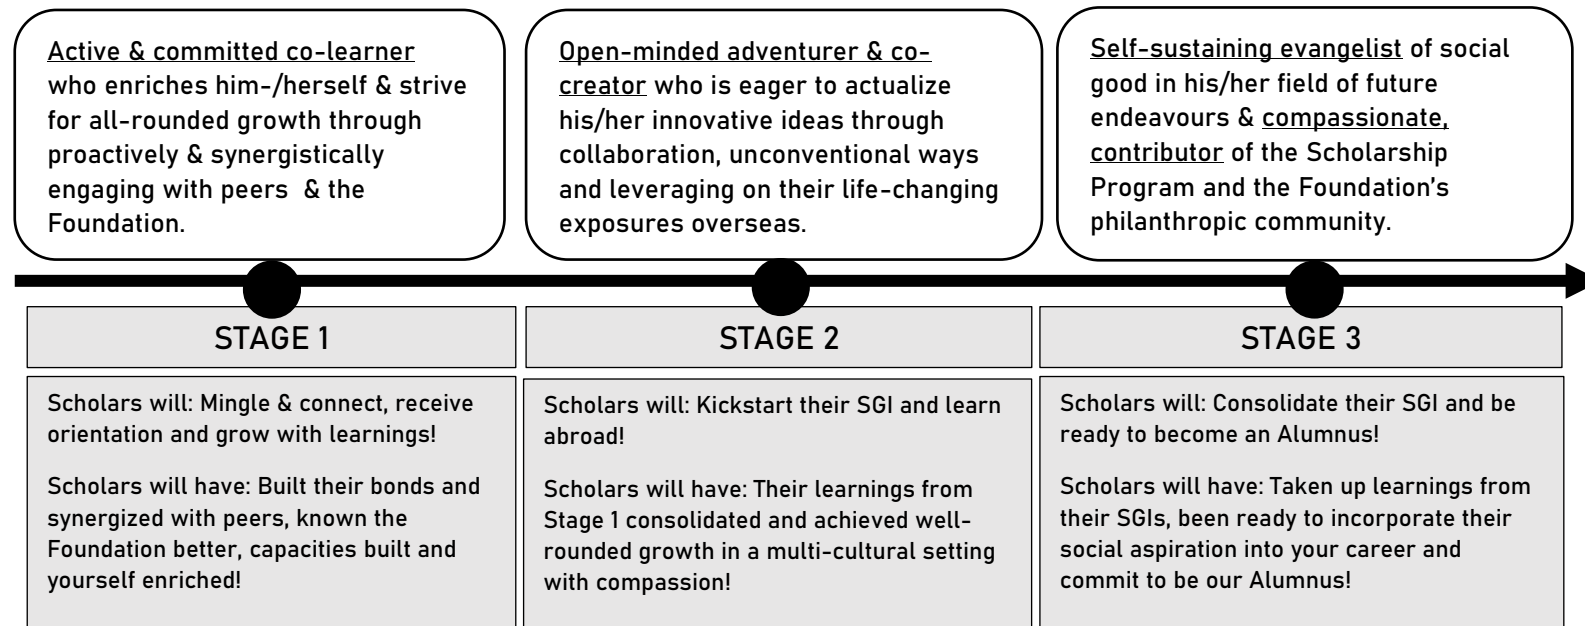 Active & committed co-learner
who enriches him-/herself & strive
for all-rounded growth through
proactively & synergistically
engaging with peers & the
Foundation.
Open-minded adventurer & co-
creator who is eager to actualize
his/her innovative ideas through
collaboration, unconventional ways
and leveraging on their life-changing
exposures overseas.
Self-sustaining evangelist of social
good in his/her field of future
endeavours & compassionate,
contributor of the Scholarship
Program and the Foundation's
philanthropic community.
STAGE 1
STAGE 2
STAGE 3
Scholars will: Mingle & connect, receive
orientation and grow with learnings!
Scholars will have: Built their bonds and
synergized with peers, known the
Foundation better, capacities built and
yourself enriched!
Scholars will: Kickstart their SGI and learn
abroad!
Scholars will have: Their learnings from
Stage 1 consolidated and achieved well-
rounded growth in a multi-cultural setting
with compassion!
Scholars will: Consolidate their SGI and be
ready to become an Alumnus!
Scholars will have: Taken up learnings from
their SGIs, been ready to incorporate their
social aspiration into your career and
commit to be our Alumnus!